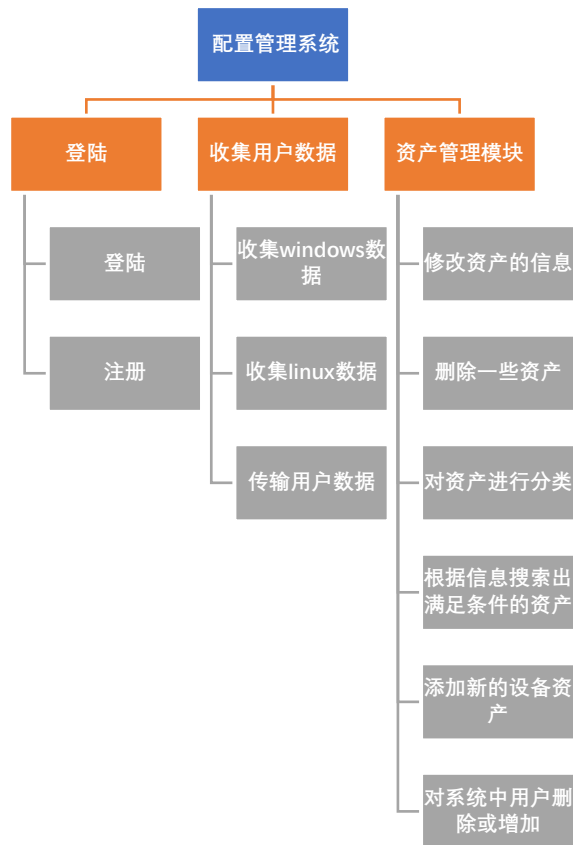 配置管理系统
登陆
收集用户数据
资产管理模块
登陆
注册
收集windows数
据
收集linux数据
传输用户数据
修改资产的信息
删除一些资产
对资产进行分类
根据信息搜索出
满足条件的资产
添加新的设备资
产
对系统中用户删
除或增加